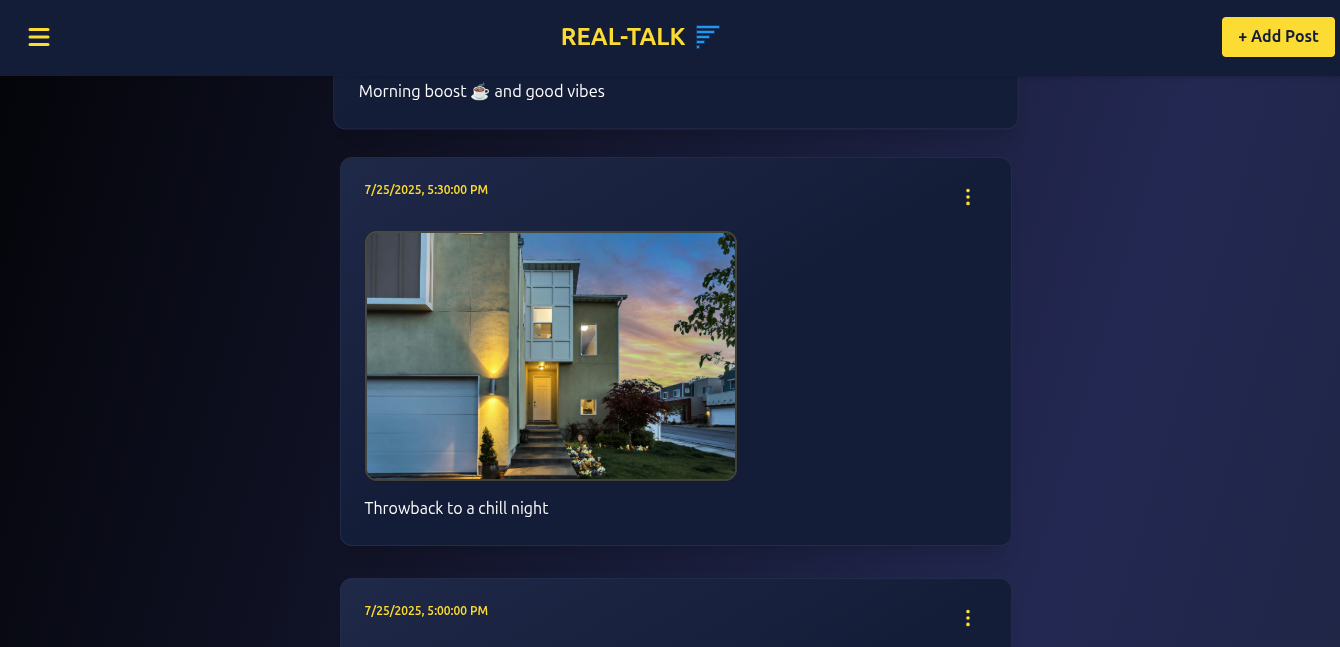 REAL-TALK
+ Add Post
Morning boost ☕ and good vibes
7/25/2025, 5:30:00 PM
Throwback to a chill night
7/25/2025, 5:00:00 PM